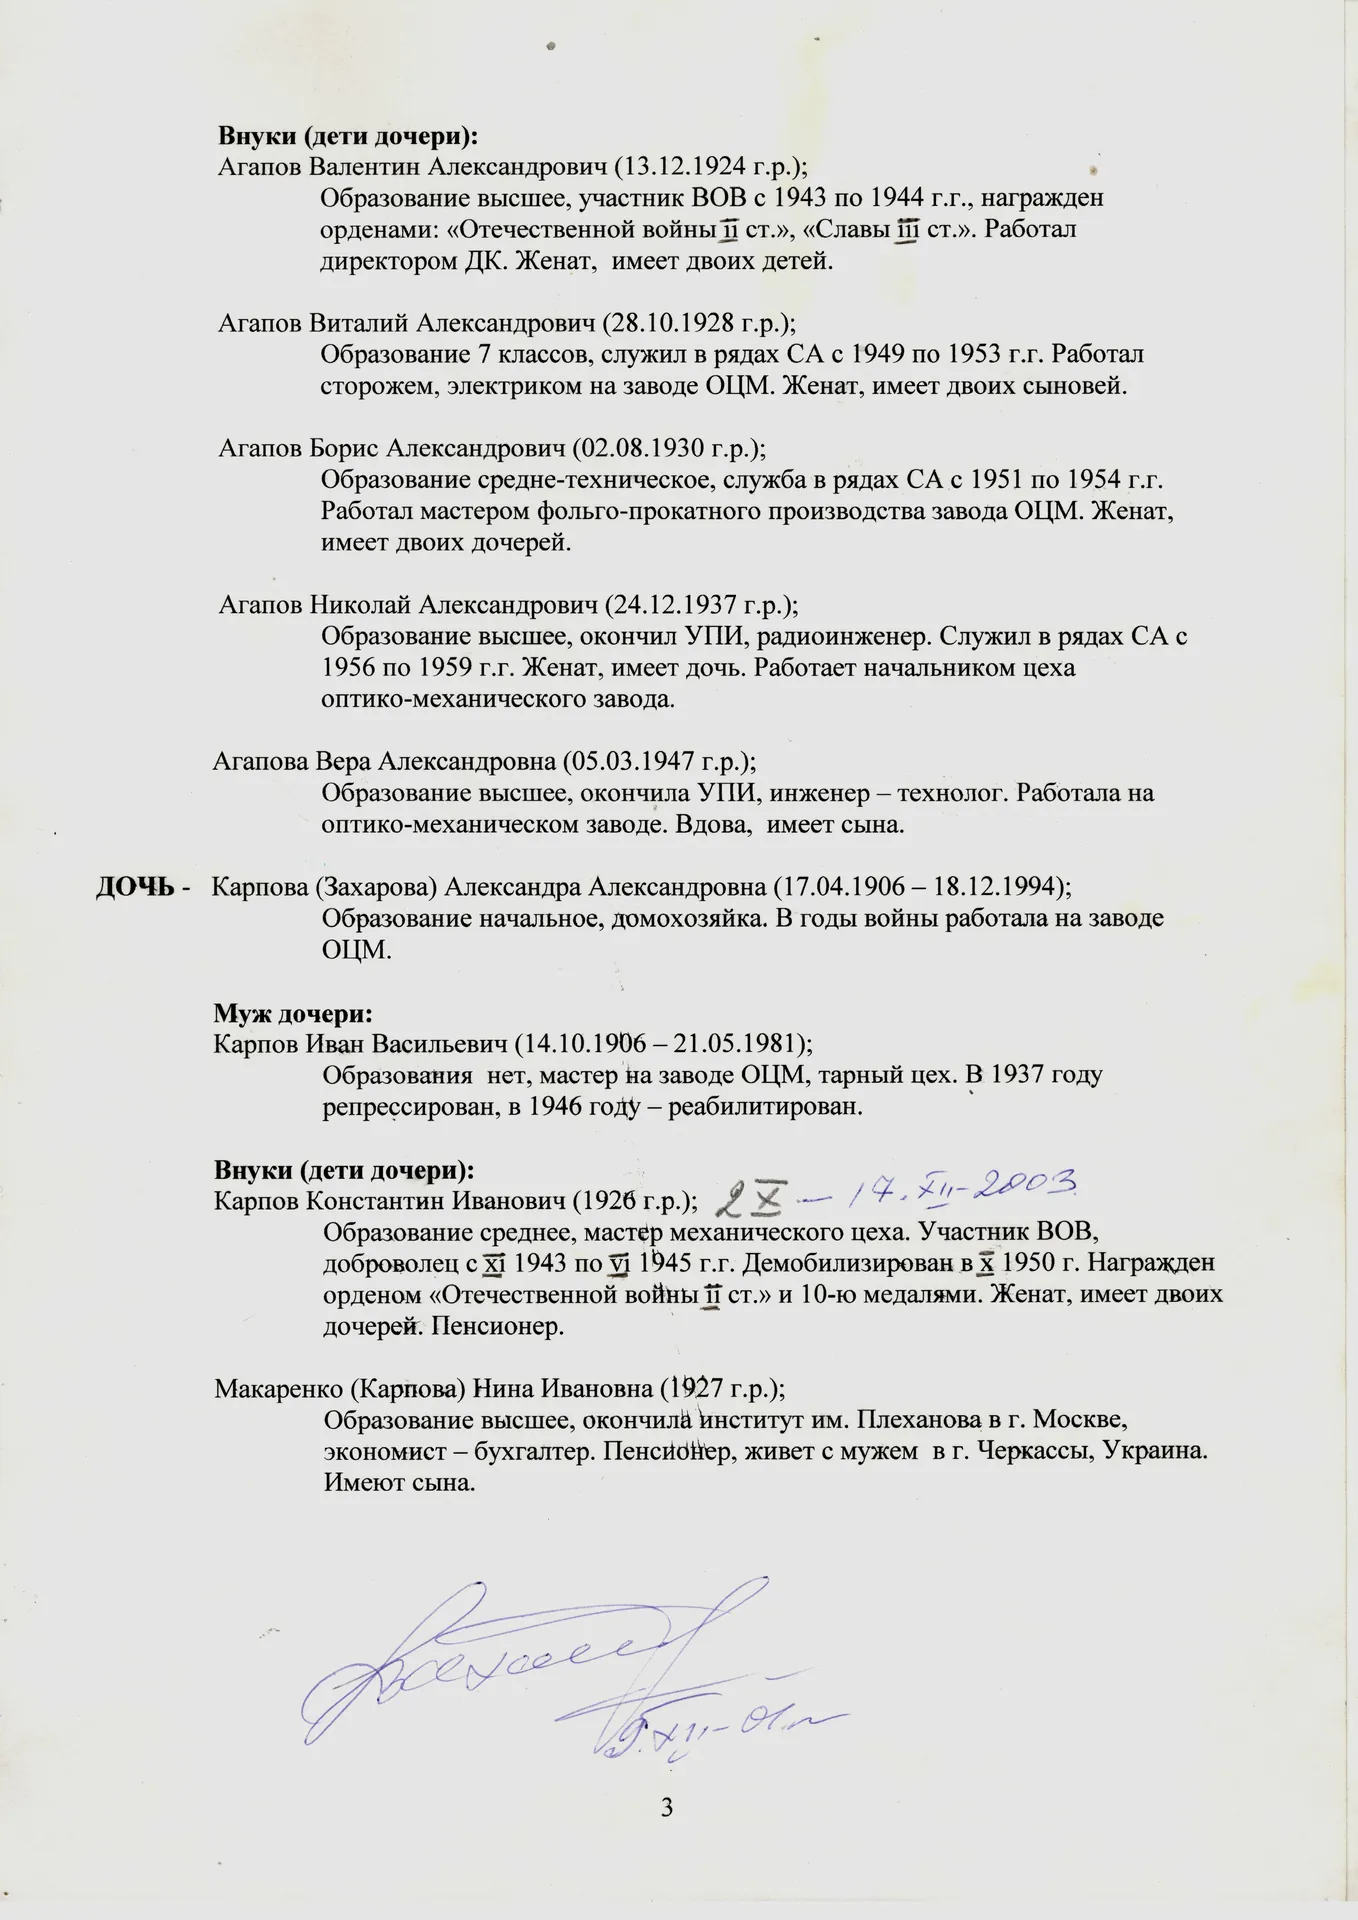 Внуки (дети дочери):
Агапов Валентин Александрович (13.12.1924 г.р.);
Образование высшее, участник ВОВ с 1943 по 1944 г.г., награжден
орденами: «Отечественной войны II ст.», «Славы III ст.». Работал
директором ДК. Женат, имеет двоих детей.
Агапов Виталий Александрович (28.10.1928 г.р.);
Образование 7 классов, служил в рядах СА с 1949 по 1953 г.г. Работал
сторожем, электриком на заводе ОЦМ. Женат, имеет двоих сыновей.
Агапов Борис Александрович (02.08.1930 г.р.);
Образование средне-техническое, служба в рядах СА с 1951 по 1954 г.г.
Работал мастером фольго-прокатного производства завода ОЦМ. Женат,
имеет двоих дочерей.
Агапов Николай Александрович (24.12.1937 г.р.);
Образование высшее, окончил УПИ, радиоинженер. Служил в рядах СА с
1956 по 1959 г.г. Женат, имеет дочь. Работает начальником цеха
оптико-механического завода.
Агапова Вера Александровна (05.03.1947 г.р.);
Образование высшее, окончила УПИ, инженер – технолог. Работала на
оптико-механическом заводе. Вдова, имеет сына.
ДОЧЬ - Карпова (Захарова) Александра Александровна (17.04.1906 – 18.12.1994);
Образование начальное, домохозяйка. В годы войны работала на заводе
ОЦМ.
Муж дочери:
Карпов Иван Васильевич (14.10.1906 – 21.05.1981);
Образования нет, мастер на заводе ОЦМ, тарный цех. В 1937 году
репрессирован, в 1946 году – реабилитирован.
Внуки (дети дочери):
Карпов Константин Иванович (1926 г.р.); 2 X – 17.XII-2003
Образование среднее, мастер механического цеха. Участник ВОВ,
доброволец с XI 1943 по VI 1945 г.г. Демобилизирован в X 1950 г. Награжден
орденом «Отечественной войны II ст.» и 10-ю медалями. Женат, имеет двоих
дочерей. Пенсионер.
Макаренко (Карпова) Нина Ивановна (1927 г.р.);
Образование высшее, окончила институт им. Плеханова в г. Москве,
экономист – бухгалтер. Пенсионер, живет с мужем в г. Черкассы, Украина.
Имеют сына.
3